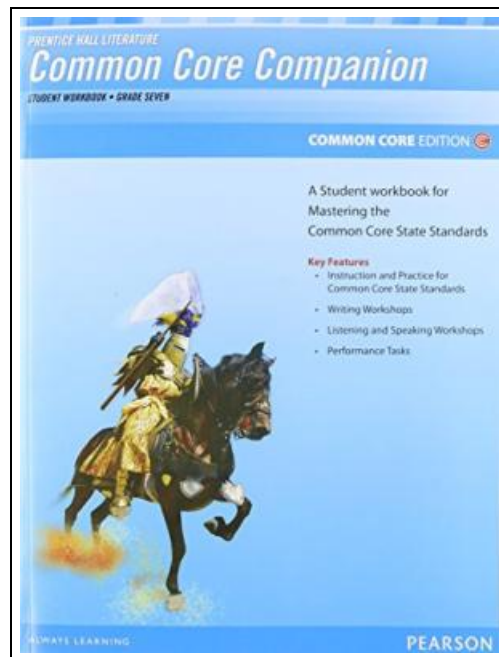 PRENTICE HALL LITERATURE
Common Core Companion
STUDENT WORKBOOK • GRADE SEVEN
COMMON CORE EDITION
A Student workbook for
Mastering the
Common Core State Standards
Key Features
• Instruction and Practice for
Common Core State Standards
• Writing Workshops
• Listening and Speaking Workshops
• Performance Tasks
ALWAYS LEARNING
PEARSON